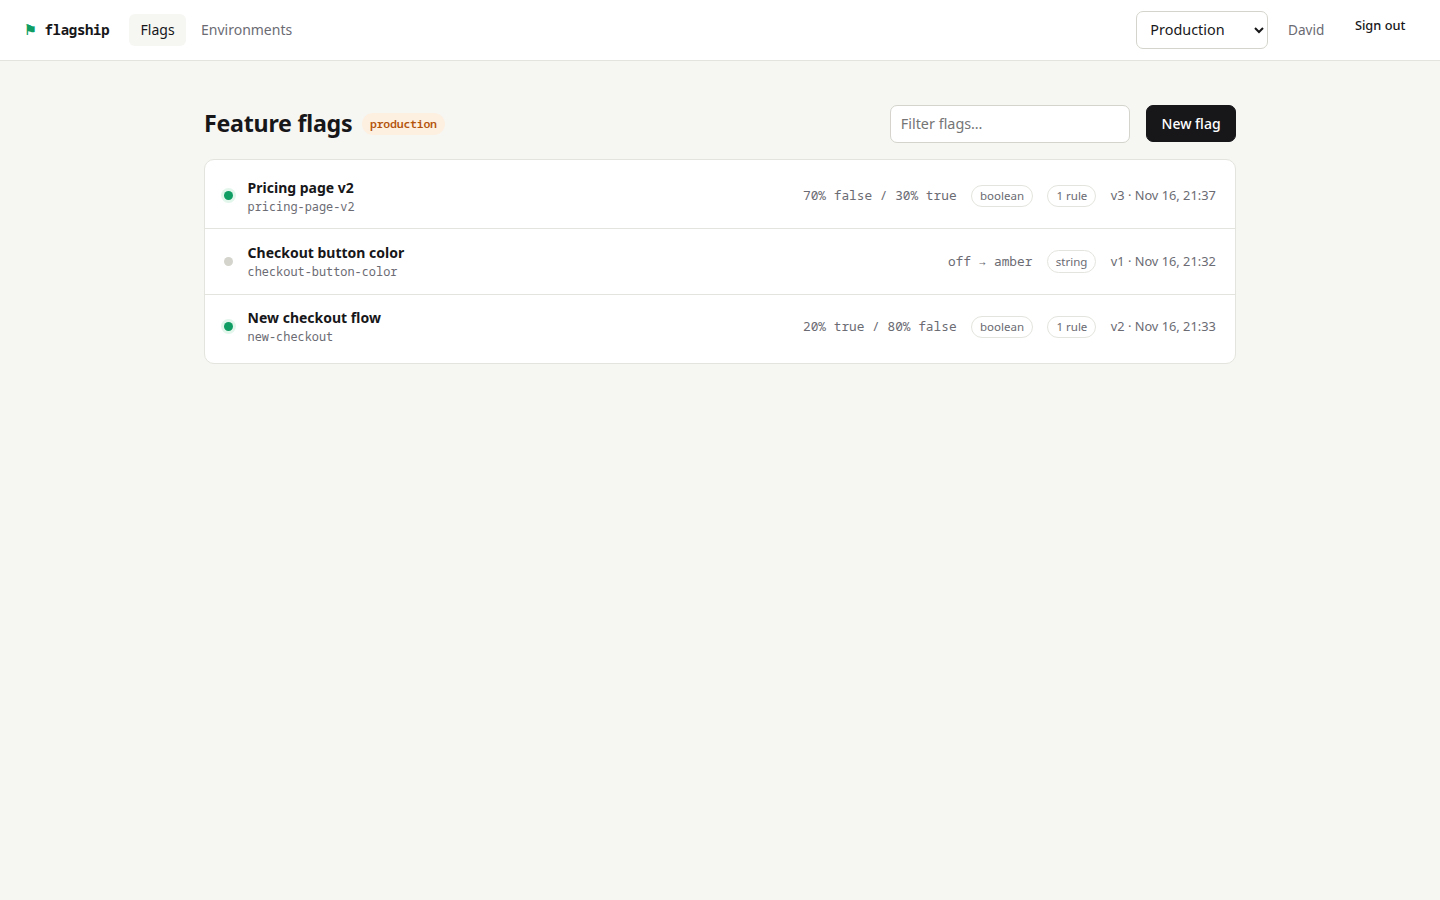 flagship Flags Environments Production David Sign out
Feature flags production Filter flags... New flag
Pricing page v2
pricing-page-v2
70% false / 30% true boolean 1 rule v3 · Nov 16, 21:37
Checkout button color
checkout-button-color
off → amber string v1 · Nov 16, 21:32
New checkout flow
new-checkout
20% true / 80% false boolean 1 rule v2 · Nov 16, 21:33